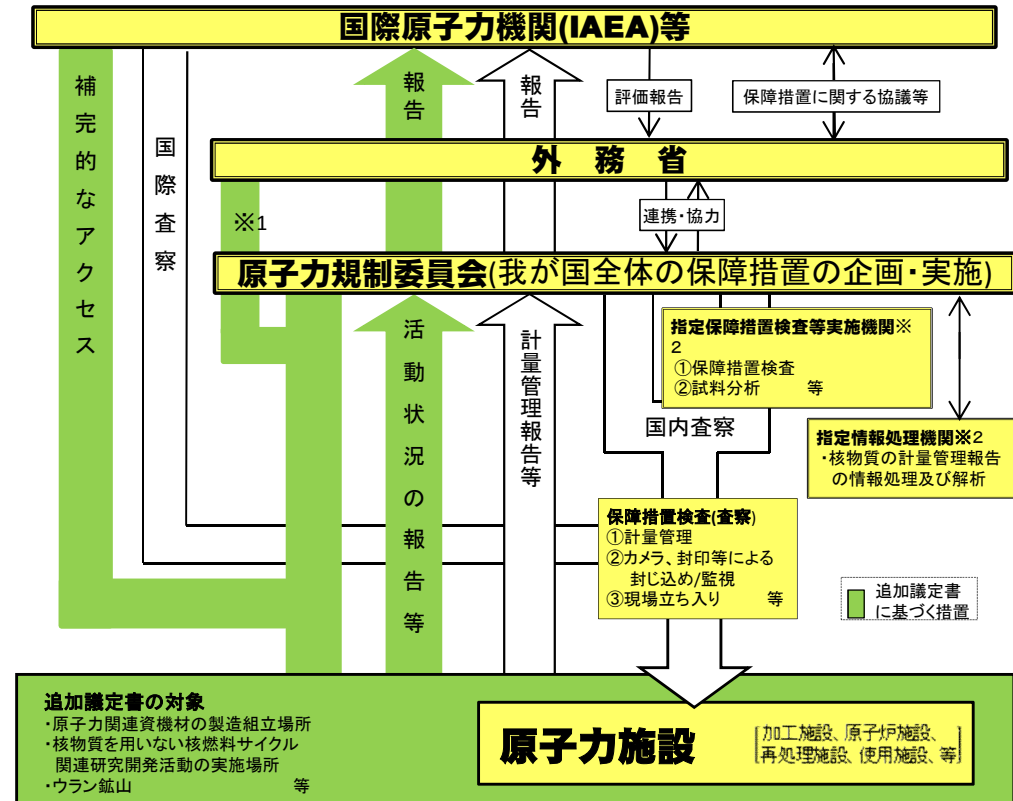 国際原子力機関(IAEA)等
補完的なアクセス
国際査察
報告
報告
評価報告
保障措置に関する協議等
外務省
※1
連携・協力
原子力規制委員会(我が国全体の保障措置の企画・実施)
活動状況の報告等
計量管理報告等
指定保障措置検査等実施機関※
2
①保障措置検査
②試料分析 等
国内査察
指定情報処理機関※2
・核物質の計量管理報告
の情報処理及び解析
保障措置検査(査察)
①計量管理
②カメラ、封印等による
封じ込め/監視
③現場立ち入り 等
追加議定書
に基づく措置
追加議定書の対象
・原子力関連資機材の製造組立場所
・核物質を用いない核燃料サイクル
関連研究開発活動の実施場所
・ウラン鉱山 等
原子力施設
加工施設、原子炉施設、
再処理施設、使用施設、等